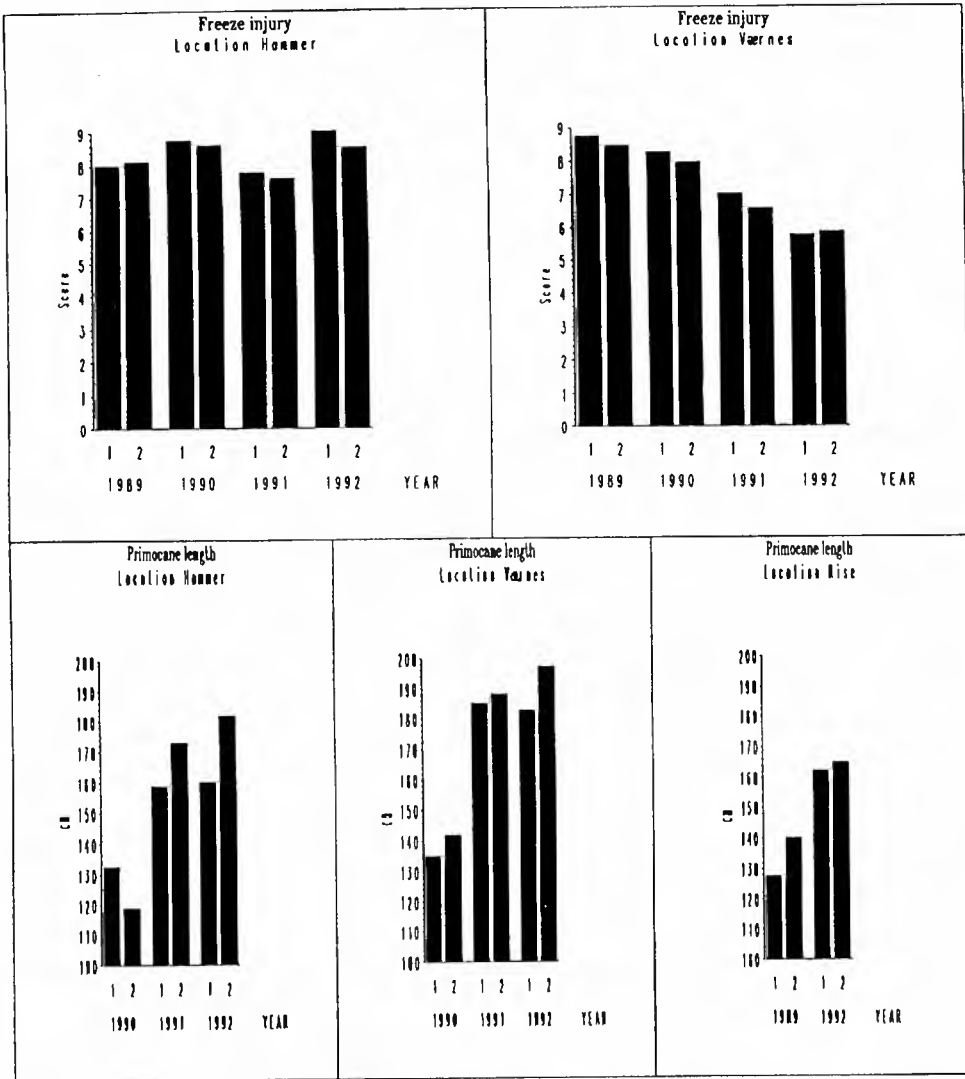 Freeze injury
Location Hammer
Score
9
8
7
6
5
4
3
2
1
0
1 2 1 2 1 2 1 2
1989 1990 1991 1992 YEAR
Freeze injury
Location Værnes
Score
9
8
7
6
5
4
3
2
1
0
1 2 1 2 1 2 1 2
1989 1990 1991 1992 YEAR
Primocane length
Location Hammer
CM
200
190
180
170
160
150
140
130
120
110
100
1 2 1 2 1 2
1990 1991 1992 YEAR
Primocane length
Location Værnes
CM
200
190
180
170
160
150
140
130
120
110
100
1 2 1 2 1 2
1990 1991 1992 YEAR
Primocane length
Location Rise
CM
200
190
180
170
160
150
140
130
120
110
100
1 2 1 2
1989 1992 YEAR